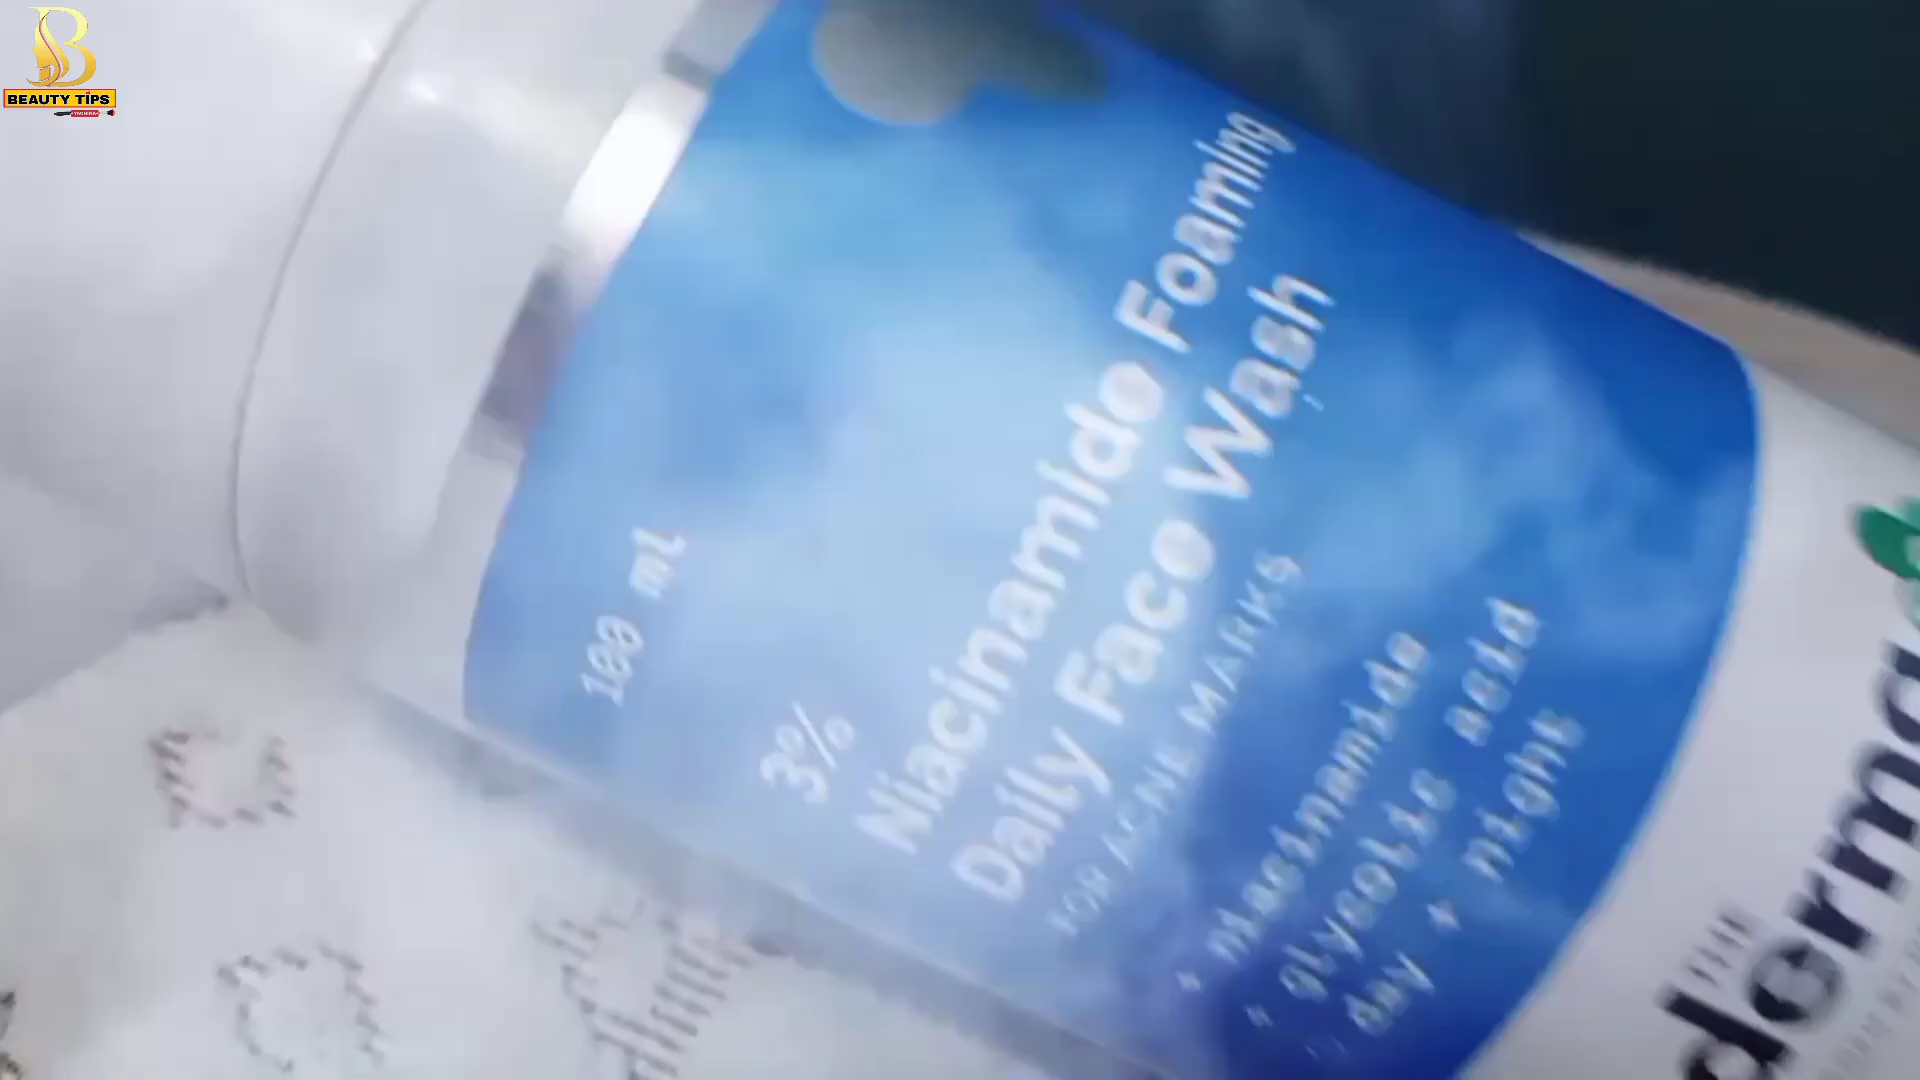 B
BEAUTY TIPS
100 ml
3%
Niacinamide Foaming
Daily Face Wash
FOR ACNE MARKS
+ niacinamide
+ glycolic acid
day + night
THE
derma